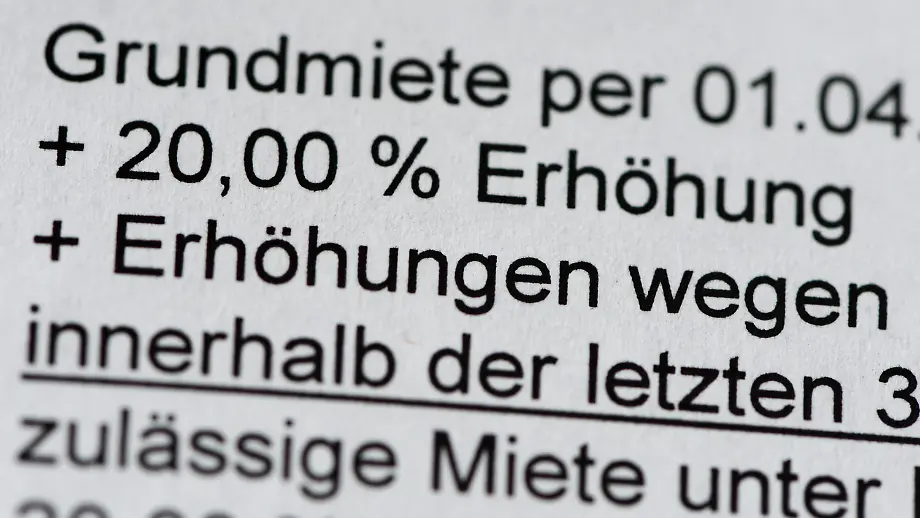 Grundmiete per 01.04.
+ 20,00 % Erhöhung
+ Erhöhungen wegen
innerhalb der letzten 3
zulässige Miete unter